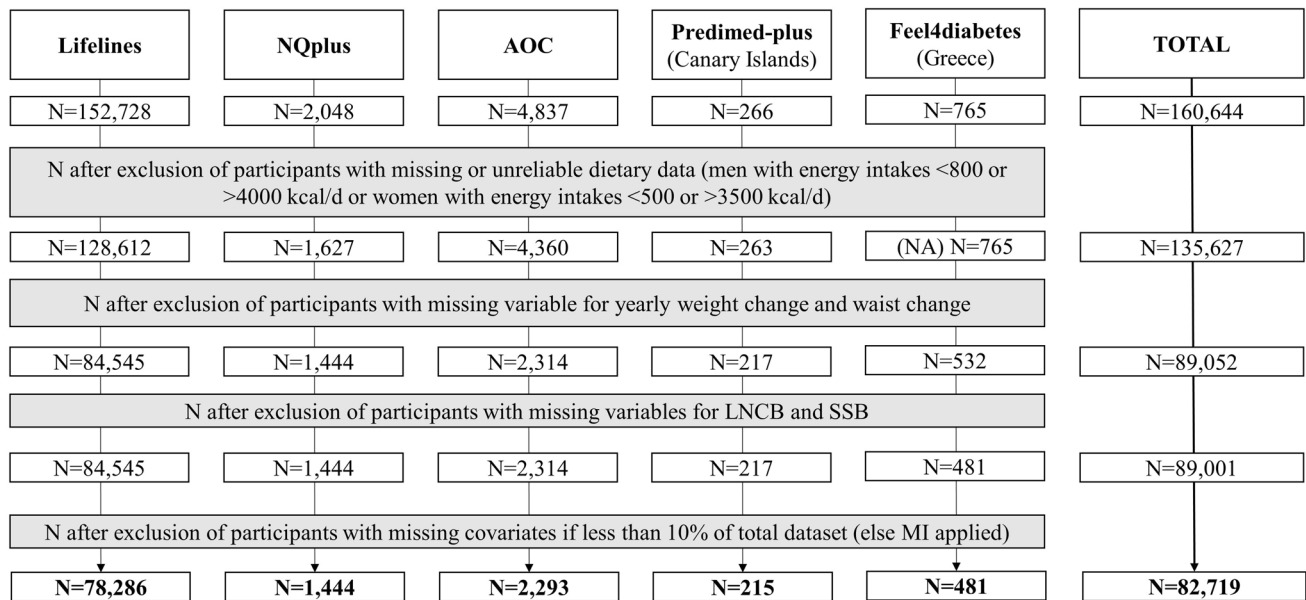 Lifelines
NQplus
AOC
Predimed-plus
(Canary Islands)
Feel4diabetes
(Greece)
TOTAL
N=152,728
N=2,048
N=4,837
N=266
N=765
N=160,644
N after exclusion of participants with missing or unreliable dietary data (men with energy intakes <800 or
>4000 kcal/d or women with energy intakes <500 or >3500 kcal/d)
N=128,612
N=1,627
N=4,360
N=263
(NA) N=765
N=135,627
N after exclusion of participants with missing variable for yearly weight change and waist change
N=84,545
N=1,444
N=2,314
N=217
N=532
N=89,052
N after exclusion of participants with missing variables for LNCB and SSB
N=84,545
N=1,444
N=2,314
N=217
N=481
N=89,001
N after exclusion of participants with missing covariates if less than 10% of total dataset (else MI applied)
N=78,286
N=1,444
N=2,293
N=215
N=481
N=82,719